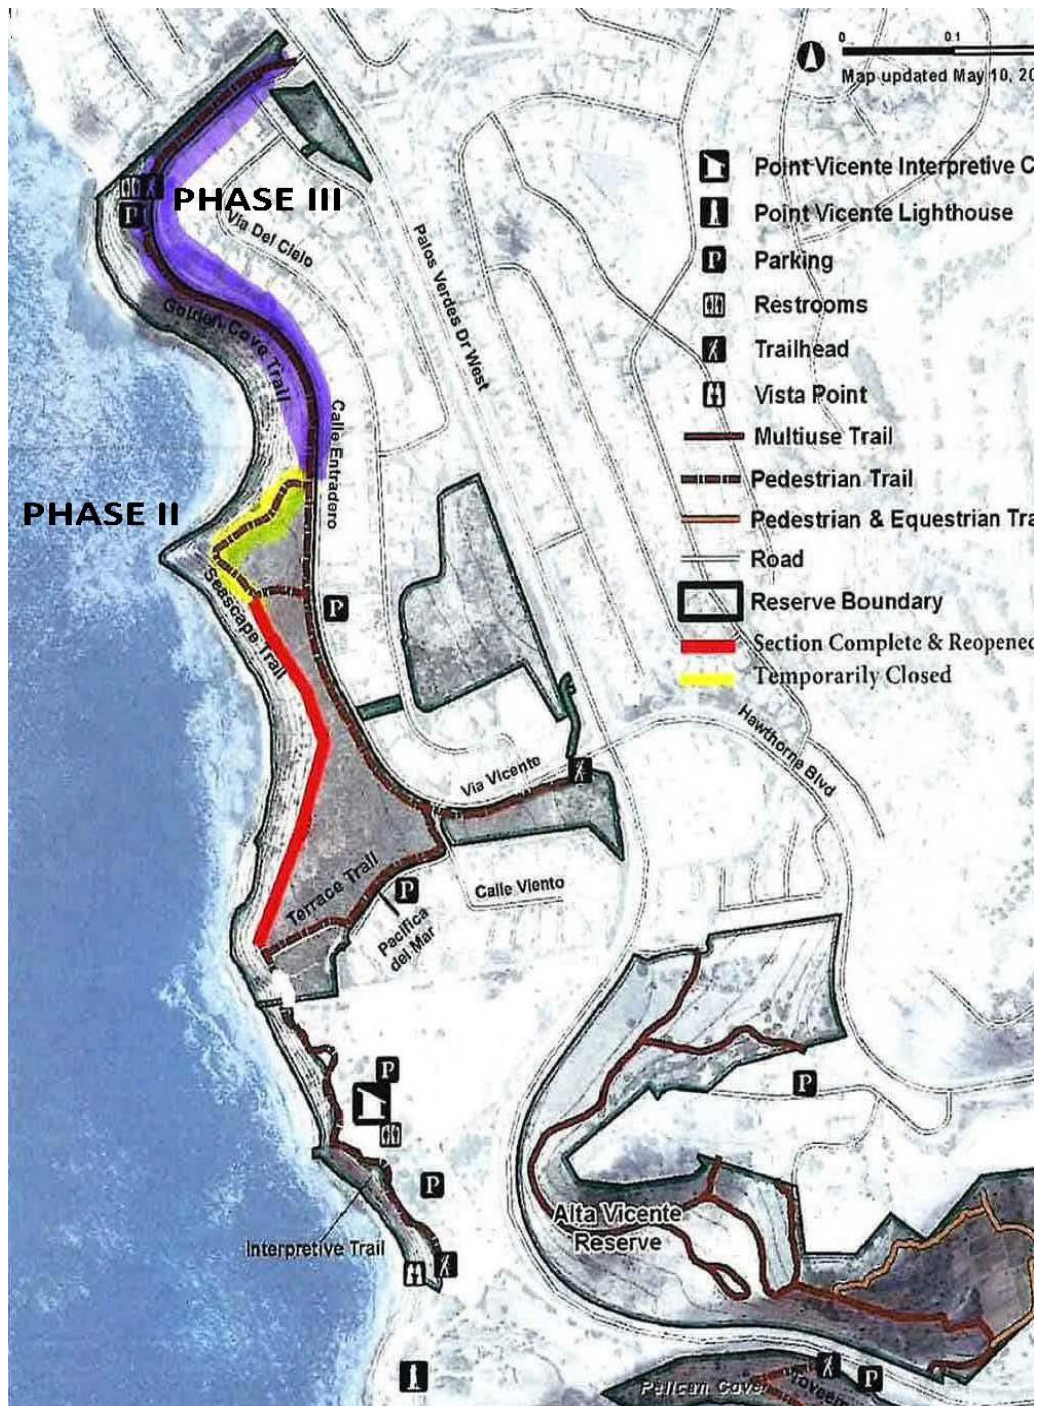 0 0.1
Map updated May 10, 20
Point Vicente Interpretive C
Point Vicente Lighthouse
P Parking
Restrooms
Trailhead
Vista Point
Multiuse Trail
Pedestrian Trail
Pedestrian & Equestrian Tra
Road
Reserve Boundary
Section Complete & Reopened
Temporarily Closed
PHASE III
P
Via Del Cielo
Palos Verdes Dr West
Golden Cove Trail
Calle Entradero
PHASE II
Seascape Trail
P
Hawthorne Blvd
Via Vicente
Terrace Trail
P
Calle Viento
Pacifica
del Mar
P
P
P
Alta Vicente
Reserve
Interpretive Trail
P
Pelican Cove